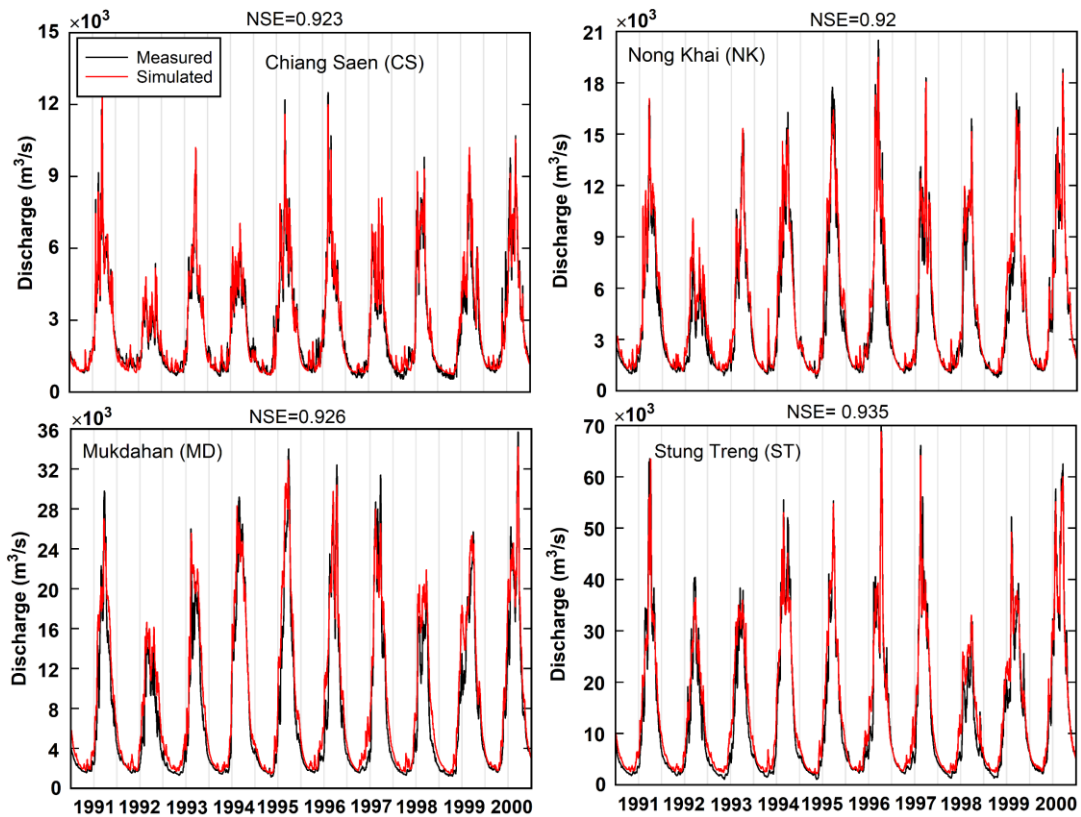 ×10³ NSE=0.923
15
Measured
Simulated
Chiang Saen (CS)
12
9
6
3
0
Discharge (m³/s)
×10³ NSE=0.92
21
Nong Khai (NK)
18
15
12
9
6
3
0
Discharge (m³/s)
×10³ NSE=0.926
36
Mukdahan (MD)
32
28
24
20
16
12
8
4
0
Discharge (m³/s)
1991 1992 1993 1994 1995 1996 1997 1998 1999 2000
×10³ NSE= 0.935
70
Stung Treng (ST)
60
50
40
30
20
10
0
Discharge (m³/s)
1991 1992 1993 1994 1995 1996 1997 1998 1999 2000